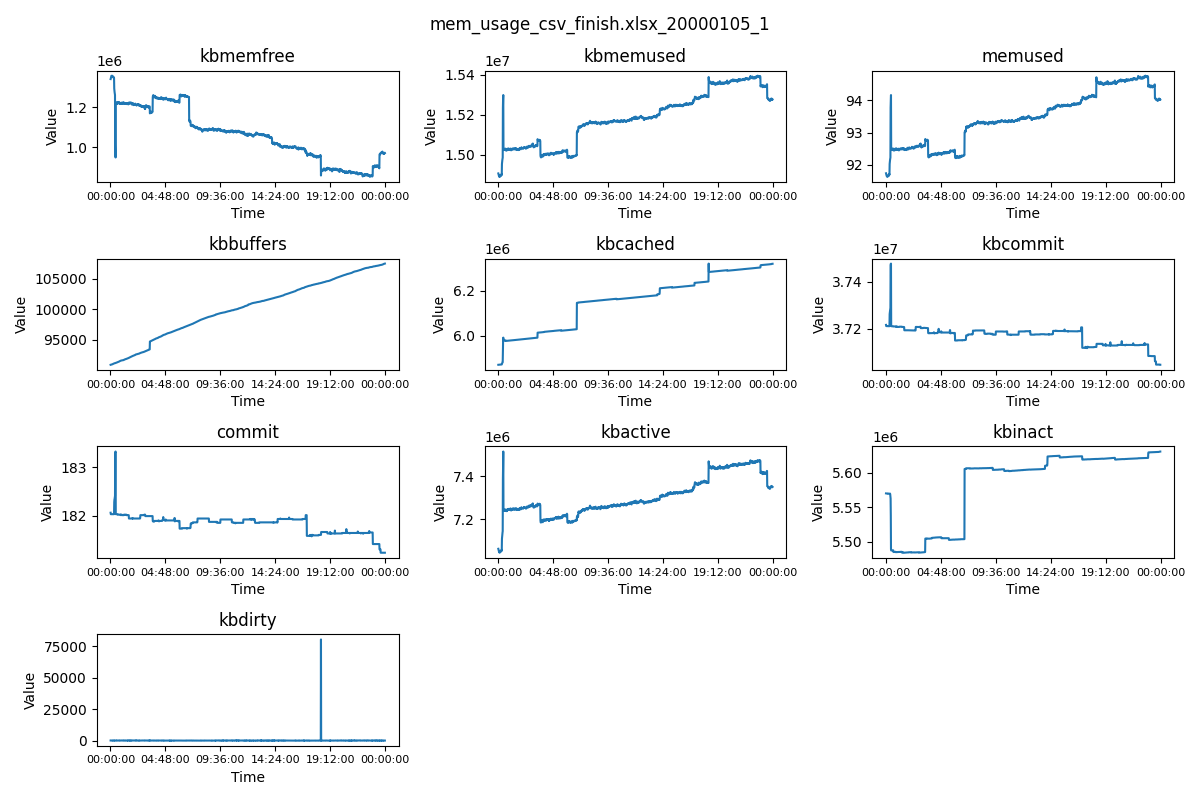 mem_usage_csv_finish.xlsx_20000105_1
kbmemfree
1e6
1.2
1.0
Value
00:00:00 04:48:00 09:36:00 14:24:00 19:12:00 00:00:00
Time
kbmemused
1e7
1.54
1.52
1.50
Value
00:00:00 04:48:00 09:36:00 14:24:00 19:12:00 00:00:00
Time
memused
94
93
92
Value
00:00:00 04:48:00 09:36:00 14:24:00 19:12:00 00:00:00
Time
kbbuffers
105000
100000
95000
Value
00:00:00 04:48:00 09:36:00 14:24:00 19:12:00 00:00:00
Time
kbcached
1e6
6.2
6.0
Value
00:00:00 04:48:00 09:36:00 14:24:00 19:12:00 00:00:00
Time
kbcommit
1e7
3.74
3.72
Value
00:00:00 04:48:00 09:36:00 14:24:00 19:12:00 00:00:00
Time
commit
183
182
Value
00:00:00 04:48:00 09:36:00 14:24:00 19:12:00 00:00:00
Time
kbactive
1e6
7.4
7.2
Value
00:00:00 04:48:00 09:36:00 14:24:00 19:12:00 00:00:00
Time
kbinact
1e6
5.60
5.55
5.50
Value
00:00:00 04:48:00 09:36:00 14:24:00 19:12:00 00:00:00
Time
kbdirty
75000
50000
25000
0
Value
00:00:00 04:48:00 09:36:00 14:24:00 19:12:00 00:00:00
Time